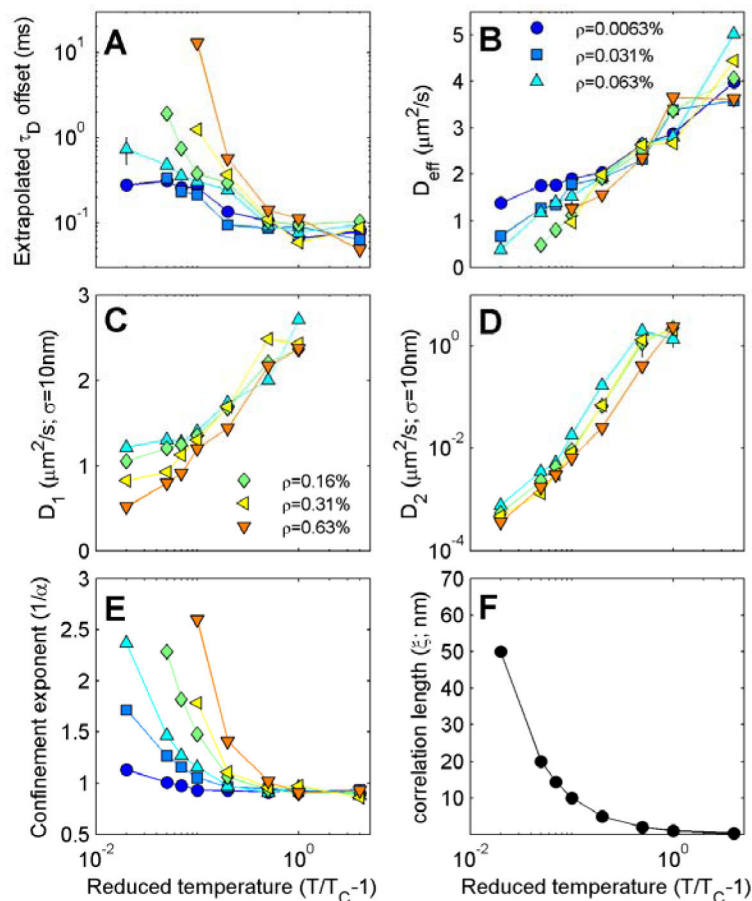 A
Extrapolated τD offset (ms)
10¹
10⁰
10⁻¹
B
ρ=0.0063%
ρ=0.031%
ρ=0.063%
Deff (μm²/s)
5
4
3
2
1
0
C
D1 (μm²/s; σ=10nm)
3
2
1
0
ρ=0.16%
ρ=0.31%
ρ=0.63%
D
D2 (μm²/s; σ=10nm)
10⁰
10⁻²
10⁻⁴
E
Confinement exponent (1/α)
3
2.5
2
1.5
1
0.5
10⁻²
10⁰
Reduced temperature (T/TC-1)
F
correlation length (ξ; nm)
70
60
50
40
30
20
10
10⁻²
10⁰
Reduced temperature (T/TC-1)